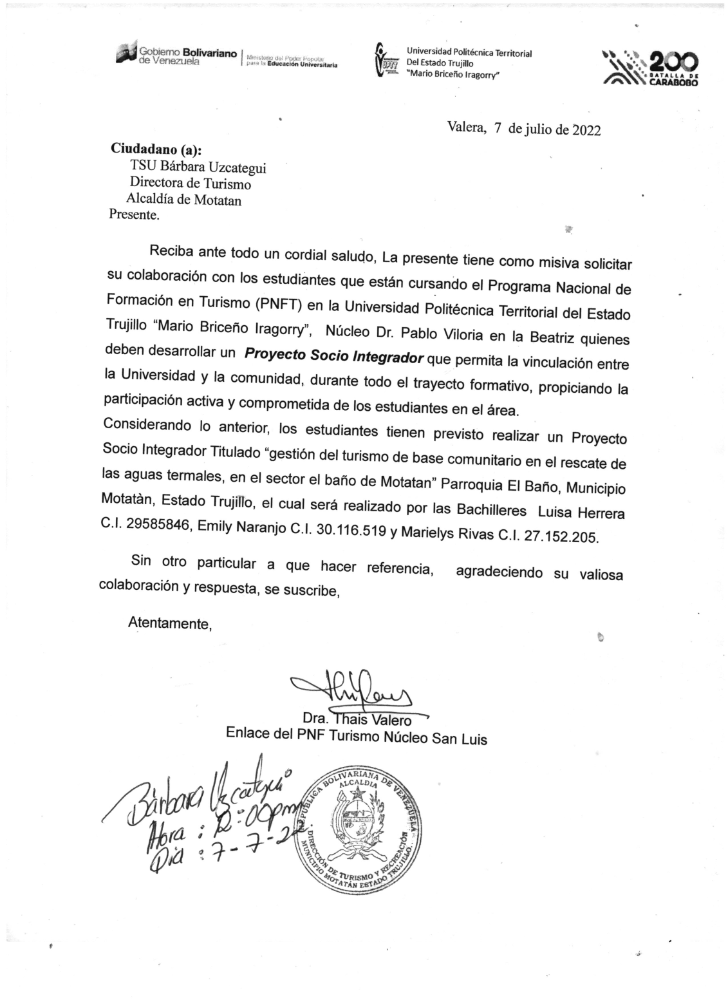 Gobierno Bolivariano
de Venezuela
Ministerio del Poder Popular
para la Educación Universitaria
UPTT
Universidad Politécnica Territorial
Del Estado Trujillo
"Mario Briceño Iragorry"
200
BATALLA DE
CARABOBO
Valera, 7 de julio de 2022
Ciudadano (a):
TSU Bárbara Uzcategui
Directora de Turismo
Alcaldía de Motatan
Presente.
Reciba ante todo un cordial saludo, La presente tiene como misiva solicitar
su colaboración con los estudiantes que están cursando el Programa Nacional de
Formación en Turismo (PNFT) en la Universidad Politécnica Territorial del Estado
Trujillo “Mario Briceño Iragorry”, Núcleo Dr. Pablo Viloria en la Beatriz quienes
deben desarrollar un Proyecto Socio Integrador que permita la vinculación entre
la Universidad y la comunidad, durante todo el trayecto formativo, propiciando la
participación activa y comprometida de los estudiantes en el área.
Considerando lo anterior, los estudiantes tienen previsto realizar un Proyecto
Socio Integrador Titulado “gestión del turismo de base comunitario en el rescate de
las aguas termales, en el sector el baño de Motatan” Parroquia El Baño, Municipio
Motatàn, Estado Trujillo, el cual será realizado por las Bachilleres Luisa Herrera
C.I. 29585846, Emily Naranjo C.I. 30.116.519 y Marielys Rivas C.I. 27.152.205.
Sin otro particular a que hacer referencia, agradeciendo su valiosa
colaboración y respuesta, se suscribe,
Atentamente,
Dra. Thais Valero
Enlace del PNF Turismo Núcleo San Luis
Bárbara Uzcategui
Hora : 12:00pm
Dia : 7-7-22.
REPUBLICA BOLIVARIANA DE VENEZUELA
ALCALDIA
DIRECCIÓN DE TURISMO Y RECREACIÓN
MUNICIPIO MOTATÁN ESTADO TRUJILLO.